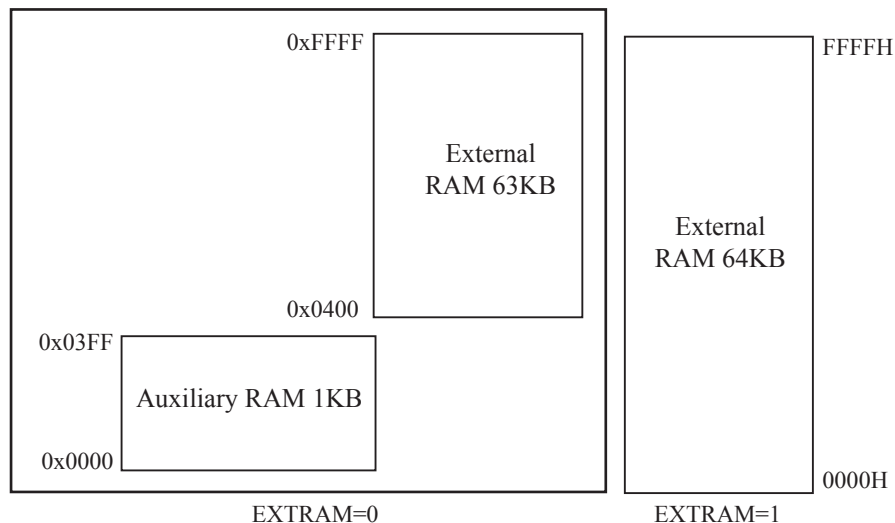 0xFFFF
External
RAM 63KB
0x0400
0x03FF
Auxiliary RAM 1KB
0x0000
EXTRAM=0
FFFFH
External
RAM 64KB
0000H
EXTRAM=1